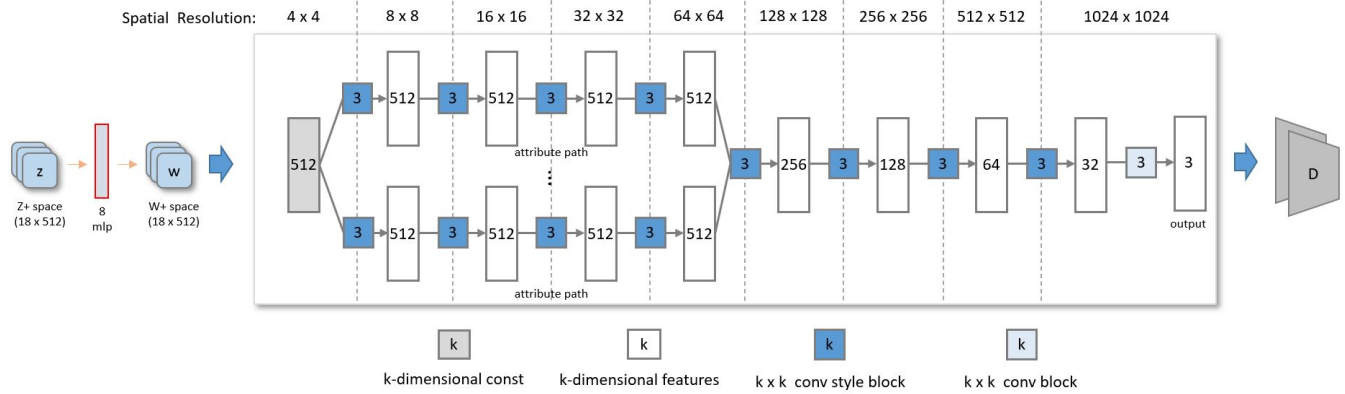 Spatial Resolution: 4 x 4 8 x 8 16 x 16 32 x 32 64 x 64 128 x 128 256 x 256 512 x 512 1024 x 1024
3 512 3 512 3 512 3 512
attribute path
z w 512 3 256 3 128 3 64 3 32 3 3 D
Z+ space
(18 x 512)
8
mlp
W+ space
(18 x 512)
output
3 512 3 512 3 512 3 512
attribute path
k k k k
k-dimensional const k-dimensional features k x k conv style block k x k conv block